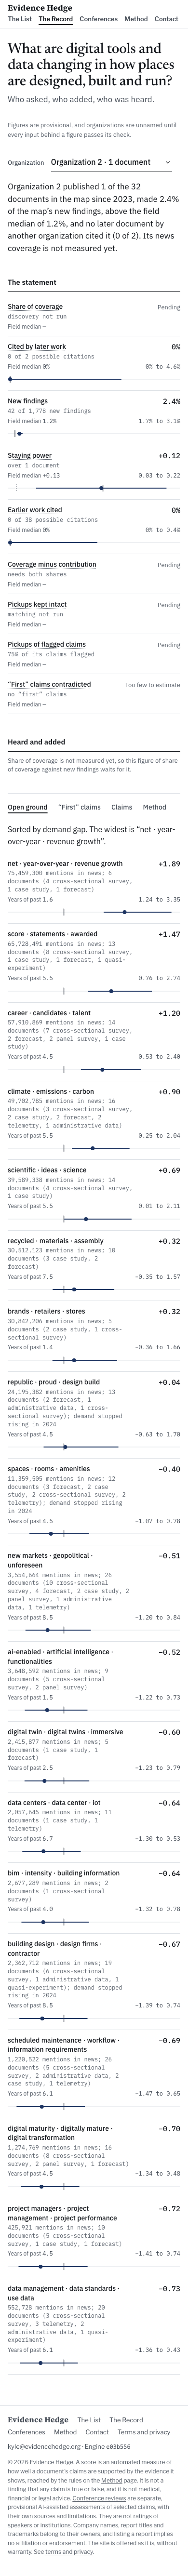 Evidence Hedge
The List The Record Conferences Method Contact
What are digital tools and
data changing in how places
are designed, built and run?
Who asked, who added, who was heard.
Figures are provisional, and organizations are unnamed until
every input behind a figure passes its check.
Organization Organization 2 · 1 document
Organization 2 published 1 of the 32
documents in the map since 2023, made 2.4%
of the map’s new findings, above the field
median of 1.2%, and no later document by
another organization cited it (0 of 2). Its news
coverage is not measured yet.
The statement
Share of coverage Pending
discovery not run
Field median —
Cited by later work 0%
0 of 2 possible citations
Field median 0% 0% to 4.6%
New findings 2.4%
42 of 1,778 new findings
Field median 1.2% 1.7% to 3.1%
Staying power +0.12
over 1 document
Field median +0.13 0.03 to 0.22
Earlier work cited 0%
0 of 38 possible citations
Field median 0% 0% to 0.4%
Coverage minus contribution Pending
needs both shares
Field median —
Pickups kept intact Pending
matching not run
Field median —
Pickups of flagged claims Pending
75% of its claims flagged
Field median —
“First” claims contradicted Too few to estimate
no “first” claims
Field median —
Heard and added
Share of coverage is not measured yet, so this figure of share
of coverage against new findings waits for it.
Open ground “First” claims Claims Method
Sorted by demand gap. The widest is “net · year-
over-year · revenue growth”.
net · year-over-year · revenue growth +1.89
75,459,300 mentions in news; 6
documents (4 cross-sectional survey,
1 case study, 1 forecast)
Years of past 1.6 1.24 to 3.35
score · statements · awarded +1.47
65,728,491 mentions in news; 13
documents (8 cross-sectional survey,
1 case study, 1 forecast, 1 quasi-
experiment)
Years of past 5.5 0.76 to 2.74
career · candidates · talent +1.20
57,918,869 mentions in news; 14
documents (7 cross-sectional survey,
2 forecast, 2 panel survey, 1 case
study)
Years of past 4.5 0.53 to 2.40
climate · emissions · carbon +0.90
49,702,785 mentions in news; 16
documents (3 cross-sectional survey,
2 case study, 2 forecast, 2
telemetry, 1 administrative data)
Years of past 5.5 0.25 to 2.04
scientific · ideas · science +0.69
39,589,338 mentions in news; 14
documents (4 cross-sectional survey,
1 case study)
Years of past 5.5 0.01 to 2.11
recycled · materials · assembly +0.32
30,512,123 mentions in news; 10
documents (3 case study, 2
forecast)
Years of past 7.5 −0.35 to 1.57
brands · retailers · stores +0.32
30,842,206 mentions in news; 5
documents (2 case study, 1 cross-
sectional survey)
Years of past 1.4 −0.36 to 1.66
republic · proud · design build +0.04
24,195,382 mentions in news; 13
documents (2 forecast, 1
administrative data, 1 cross-
sectional survey); demand stopped
rising in 2024
Years of past 4.5 −0.63 to 1.70
spaces · rooms · amenities −0.40
11,359,505 mentions in news; 12
documents (3 forecast, 2 case
study, 2 cross-sectional survey, 2
telemetry); demand stopped rising
in 2024
Years of past 4.5 −1.07 to 0.78
new markets · geopolitical ·
unforeseen −0.51
3,554,664 mentions in news; 26
documents (10 cross-sectional
survey, 4 forecast, 2 case study, 2
panel survey, 1 administrative
data, 1 telemetry)
Years of past 8.5 −1.20 to 0.84
ai-enabled · artificial intelligence ·
functionalities −0.52
3,648,592 mentions in news; 9
documents (5 cross-sectional
survey, 2 panel survey)
Years of past 1.5 −1.22 to 0.73
digital twin · digital twins · immersive −0.60
2,415,877 mentions in news; 5
documents (1 case study, 1
forecast)
Years of past 2.5 −1.23 to 0.79
data centers · data center · iot −0.64
2,057,645 mentions in news; 11
documents (1 case study, 1
telemetry)
Years of past 6.7 −1.30 to 0.53
bim · intensity · building information −0.64
2,677,289 mentions in news; 2
documents (1 cross-sectional
survey)
Years of past 4.0 −1.32 to 0.78
building design · design firms ·
contractor −0.67
2,362,712 mentions in news; 19
documents (6 cross-sectional
survey, 1 administrative data, 1
quasi-experiment); demand stopped
rising in 2024
Years of past 8.5 −1.39 to 0.74
scheduled maintenance · workflow ·
information requirements −0.69
1,220,522 mentions in news; 26
documents (5 cross-sectional
survey, 2 administrative data, 2
case study, 1 telemetry)
Years of past 6.1 −1.47 to 0.65
digital maturity · digitally mature ·
digital transformation −0.70
1,274,769 mentions in news; 16
documents (8 cross-sectional
survey, 2 panel survey, 1 forecast)
Years of past 4.5 −1.34 to 0.48
project managers · project
management · project performance −0.72
425,921 mentions in news; 10
documents (5 cross-sectional
survey, 1 case study, 1 forecast)
Years of past 4.5 −1.41 to 0.74
data management · data standards ·
use data −0.73
552,728 mentions in news; 20
documents (3 cross-sectional
survey, 3 telemetry, 2
administrative data, 1 quasi-
experiment)
Years of past 6.1 −1.36 to 0.43
Evidence Hedge The List The Record
Conferences Method Contact Terms and privacy
kyle@evidencehedge.org · Engine e03b556
© 2026 Evidence Hedge. A score is an automated measure of
how well a document’s claims are supported by the evidence it
shows, reached by the rules on the Method page. It is not a
finding that any claim is true or false, and it is not medical,
financial or legal advice. Conference reviews are separate,
provisional AI-assisted assessments of selected claims, with
their own sources and limitations. They are not ratings of
speakers or institutions. Company names, report titles and
trademarks belong to their owners, and listing a report implies
no affiliation or endorsement. The site is offered as it is, without
warranty. See terms and privacy.